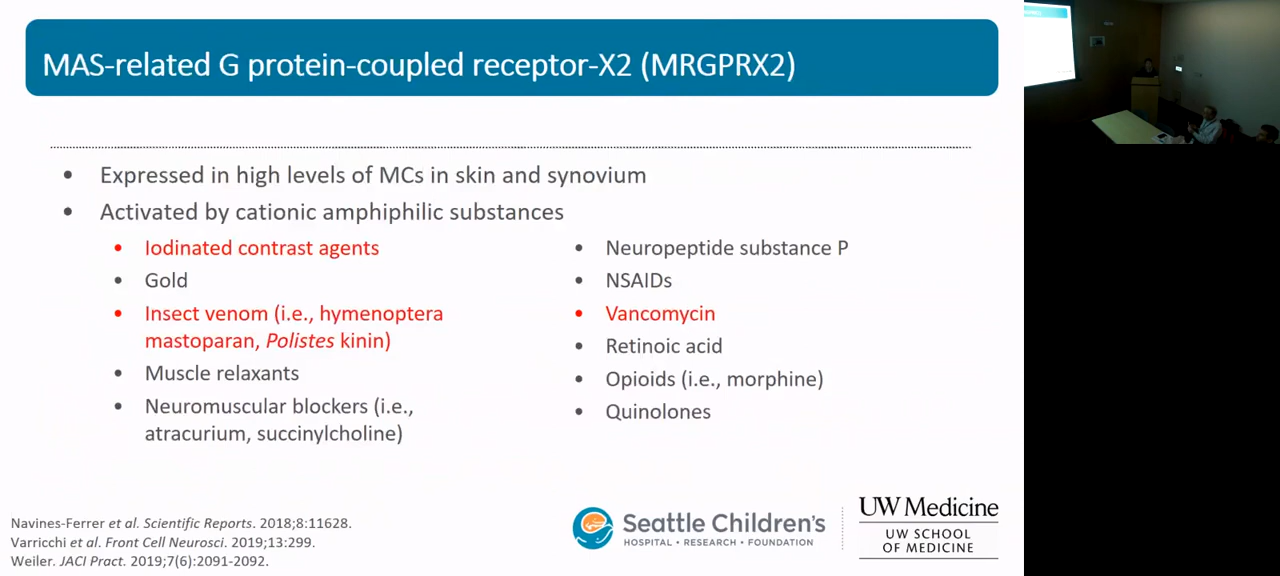 MAS-related G protein-coupled receptor-X2 (MRGPRX2)
• Expressed in high levels of MCs in skin and synovium
• Activated by cationic amphiphilic substances
• Iodinated contrast agents
• Gold
• Insect venom (i.e., hymenoptera
mastoparan, Polistes kinin)
• Muscle relaxants
• Neuromuscular blockers (i.e.,
atracurium, succinylcholine)
• Neuropeptide substance P
• NSAIDs
• Vancomycin
• Retinoic acid
• Opioids (i.e., morphine)
• Quinolones
Navines-Ferrer et al. Scientific Reports. 2018;8:11628.
Varricchi et al. Front Cell Neurosci. 2019;13:299.
Weiler. JACI Pract. 2019;7(6):2091-2092.
Seattle Children's
HOSPITAL • RESEARCH • FOUNDATION
UW Medicine
UW SCHOOL
OF MEDICINE